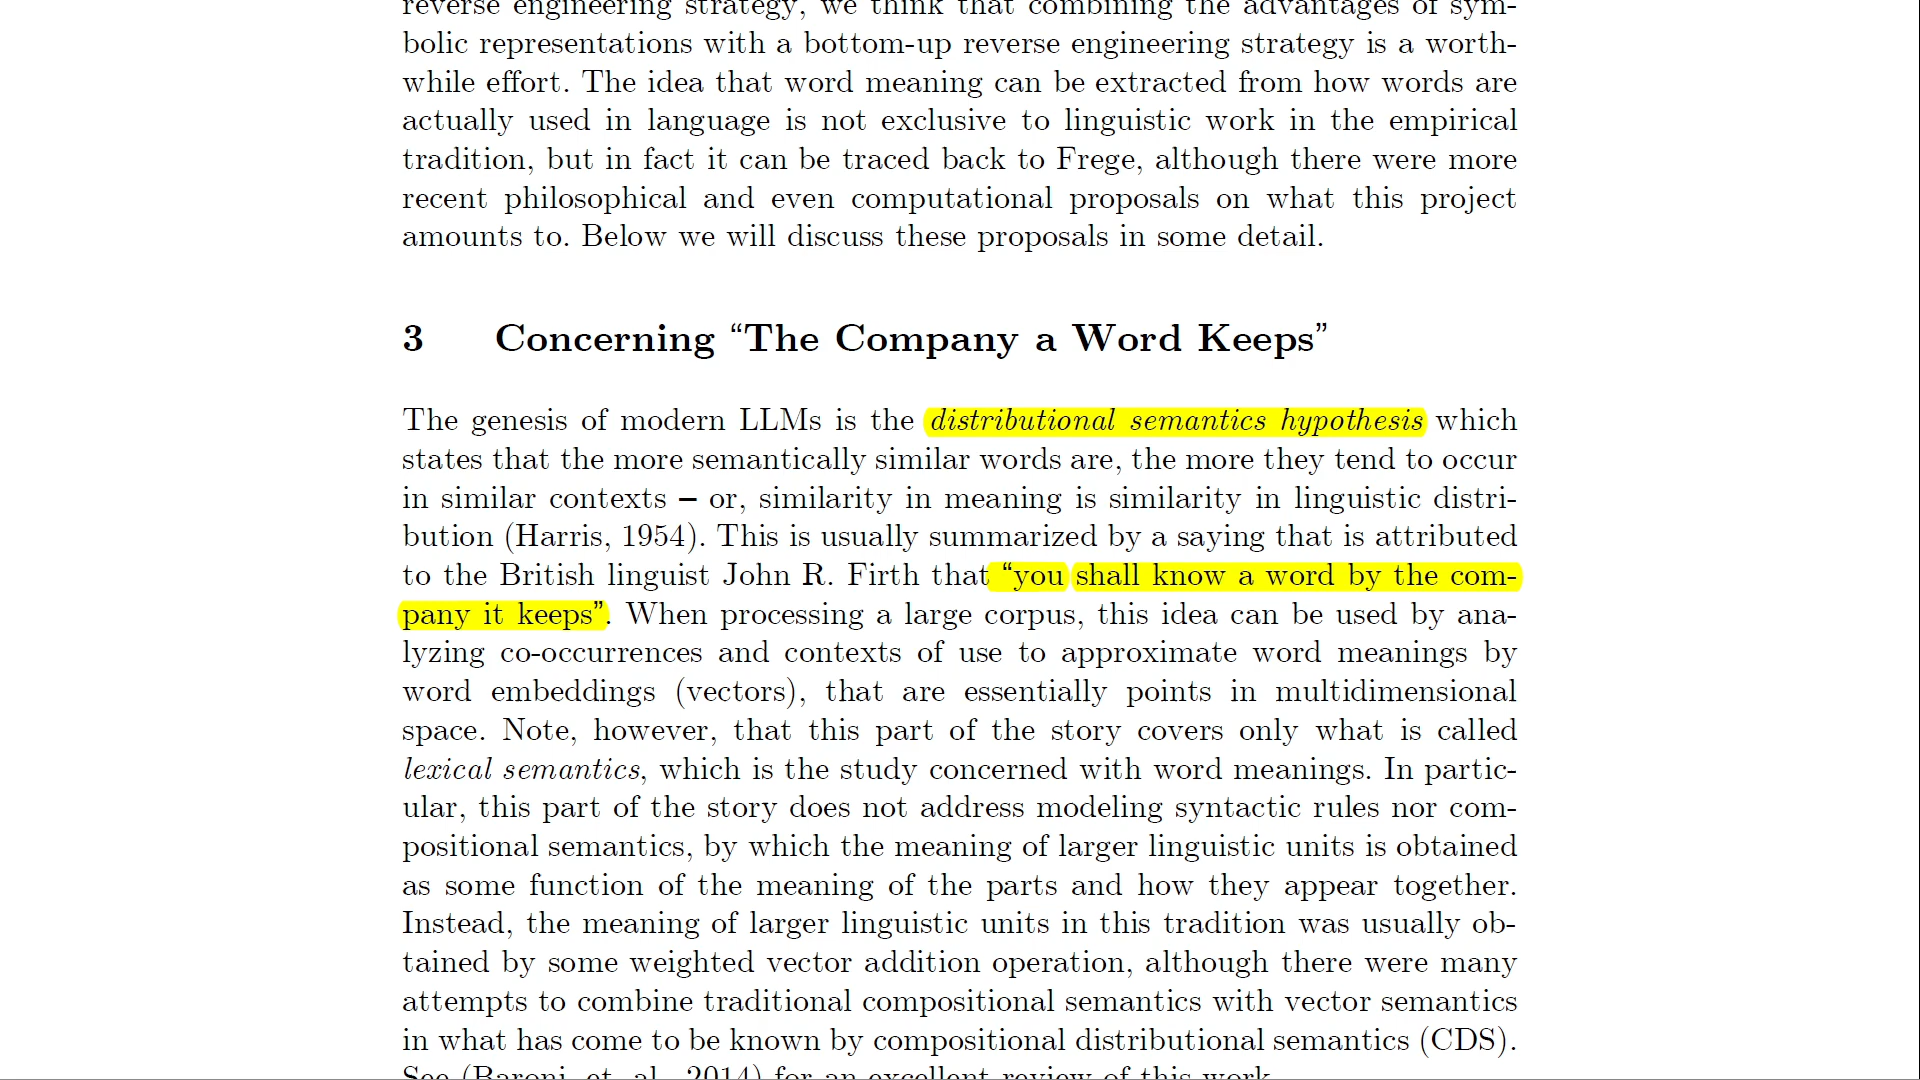 reverse engineering strategy, we think that combining the advantages of sym-
bolic representations with a bottom-up reverse engineering strategy is a worth-
while effort. The idea that word meaning can be extracted from how words are
actually used in language is not exclusive to linguistic work in the empirical
tradition, but in fact it can be traced back to Frege, although there were more
recent philosophical and even computational proposals on what this project
amounts to. Below we will discuss these proposals in some detail.
3 Concerning “The Company a Word Keeps”
The genesis of modern LLMs is the distributional semantics hypothesis which
states that the more semantically similar words are, the more they tend to occur
in similar contexts – or, similarity in meaning is similarity in linguistic distri-
bution (Harris, 1954). This is usually summarized by a saying that is attributed
to the British linguist John R. Firth that “you shall know a word by the com-
pany it keeps”. When processing a large corpus, this idea can be used by ana-
lyzing co-occurrences and contexts of use to approximate word meanings by
word embeddings (vectors), that are essentially points in multidimensional
space. Note, however, that this part of the story covers only what is called
lexical semantics, which is the study concerned with word meanings. In partic-
ular, this part of the story does not address modeling syntactic rules nor com-
positional semantics, by which the meaning of larger linguistic units is obtained
as some function of the meaning of the parts and how they appear together.
Instead, the meaning of larger linguistic units in this tradition was usually ob-
tained by some weighted vector addition operation, although there were many
attempts to combine traditional compositional semantics with vector semantics
in what has come to be known by compositional distributional semantics (CDS).
See (Baroni, et. al., 2014) for an excellent review of this work.